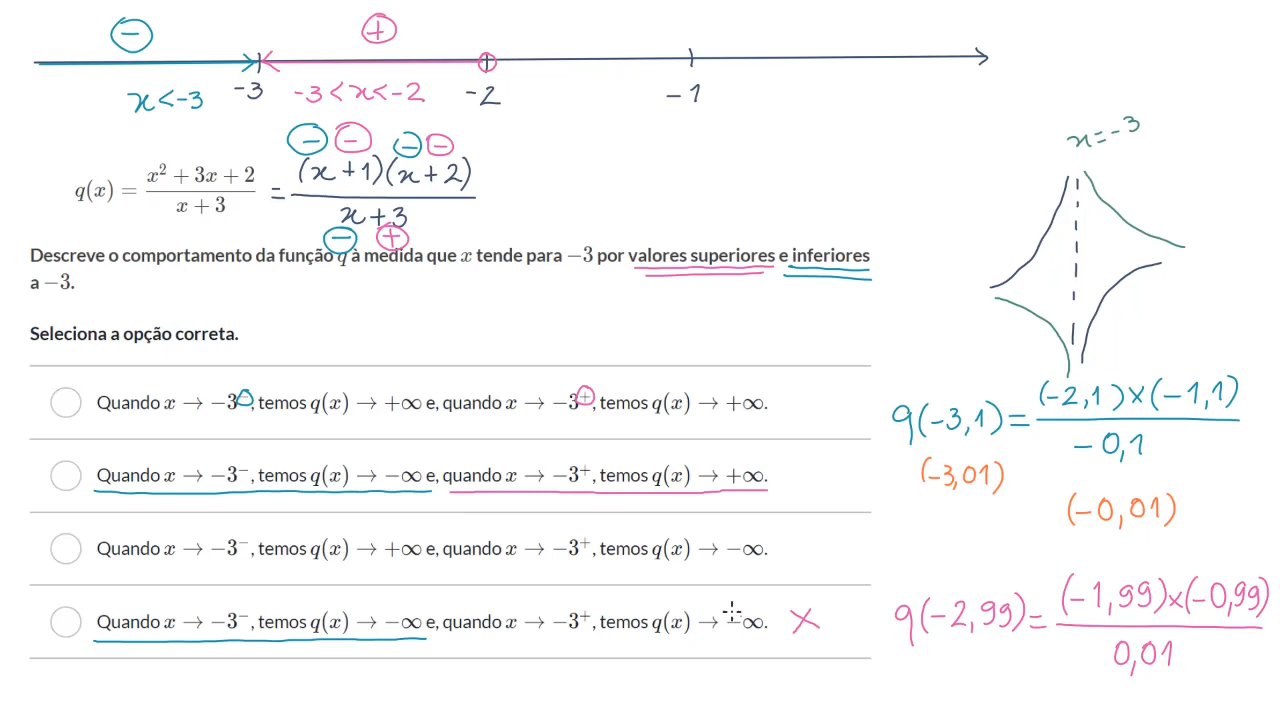 − +
x < -3 -3 -3 < x < -2 -2 -1
x = -3
− − − −
q(x) = x² + 3x + 2 / x + 3 = (x + 1)(x + 2) / x + 3
− +
Descreve o comportamento da função q à medida que x tende para −3 por valores superiores e inferiores
a −3.
Seleciona a opção correta.
Quando x → −3⁻, temos q(x) → +∞ e, quando x → −3⁺, temos q(x) → +∞.
Quando x → −3⁻, temos q(x) → −∞ e, quando x → −3⁺, temos q(x) → +∞.
Quando x → −3⁻, temos q(x) → +∞ e, quando x → −3⁺, temos q(x) → −∞.
Quando x → −3⁻, temos q(x) → −∞ e, quando x → −3⁺, temos q(x) → −∞. ×
q(-3,1) = (-2,1) × (-1,1) / -0,1
(-3,01) (-0,01)
q(-2,99) = (-1,99) × (-0,99) / 0,01